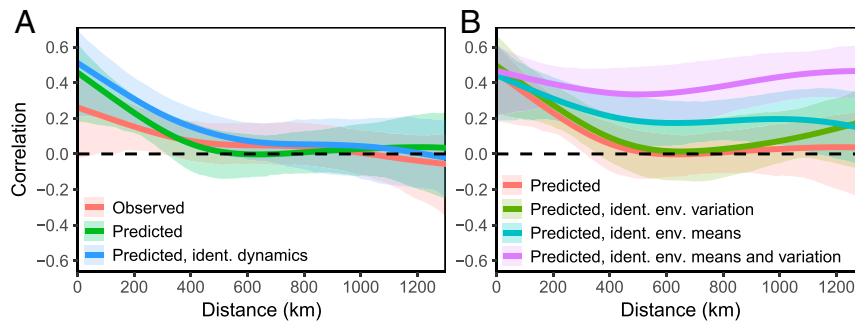 A
B
Correlation
0.6
0.4
0.2
0.0
−0.2
−0.4
−0.6
Observed
Predicted
Predicted, ident. dynamics
0 200 400 600 800 1000 1200
Distance (km)
0.6
0.4
0.2
0.0
−0.2
−0.4
−0.6
Predicted
Predicted, ident. env. variation
Predicted, ident. env. means
Predicted, ident. env. means and variation
0 200 400 600 800 1000 1200
Distance (km)